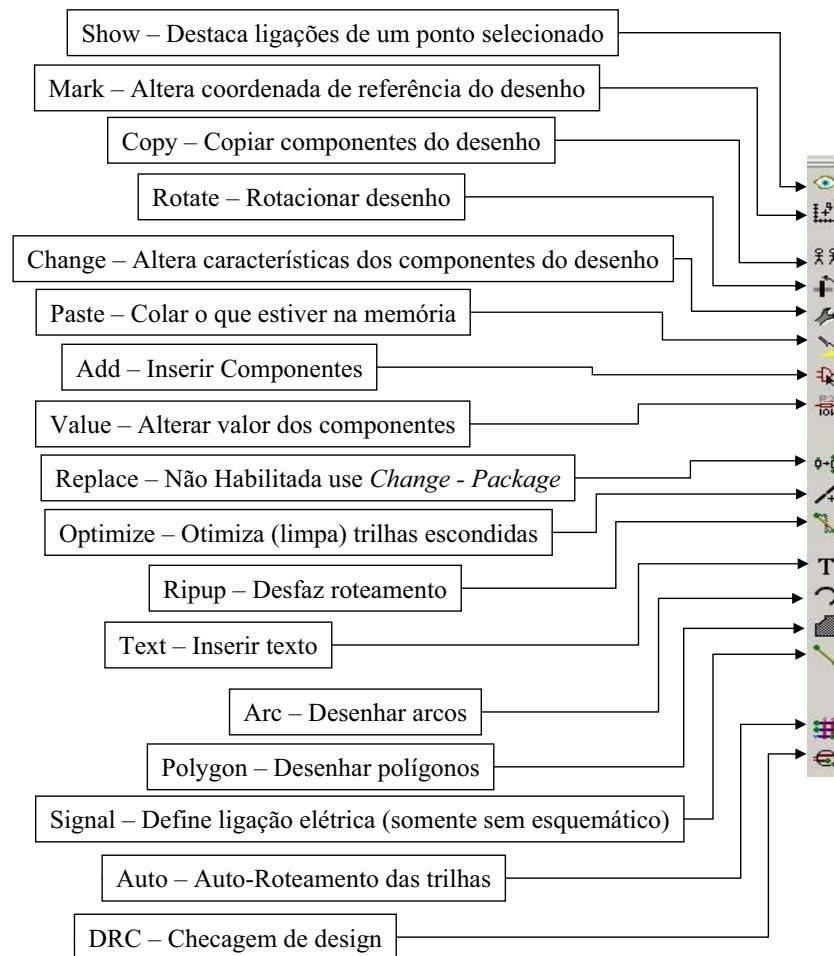 Show – Destaca ligações de um ponto selecionado
Mark – Altera coordenada de referência do desenho
Copy – Copiar componentes do desenho
Rotate – Rotacionar desenho
Change – Altera características dos componentes do desenho
Paste – Colar o que estiver na memória
Add – Inserir Componentes
Value – Alterar valor dos componentes
Replace – Não Habilitada use Change - Package
Optimize – Otimiza (limpa) trilhas escondidas
Ripup – Desfaz roteamento
Text – Inserir texto
Arc – Desenhar arcos
Polygon – Desenhar polígonos
Signal – Define ligação elétrica (somente sem esquemático)
Auto – Auto-Roteamento das trilhas
DRC – Checagem de design
T